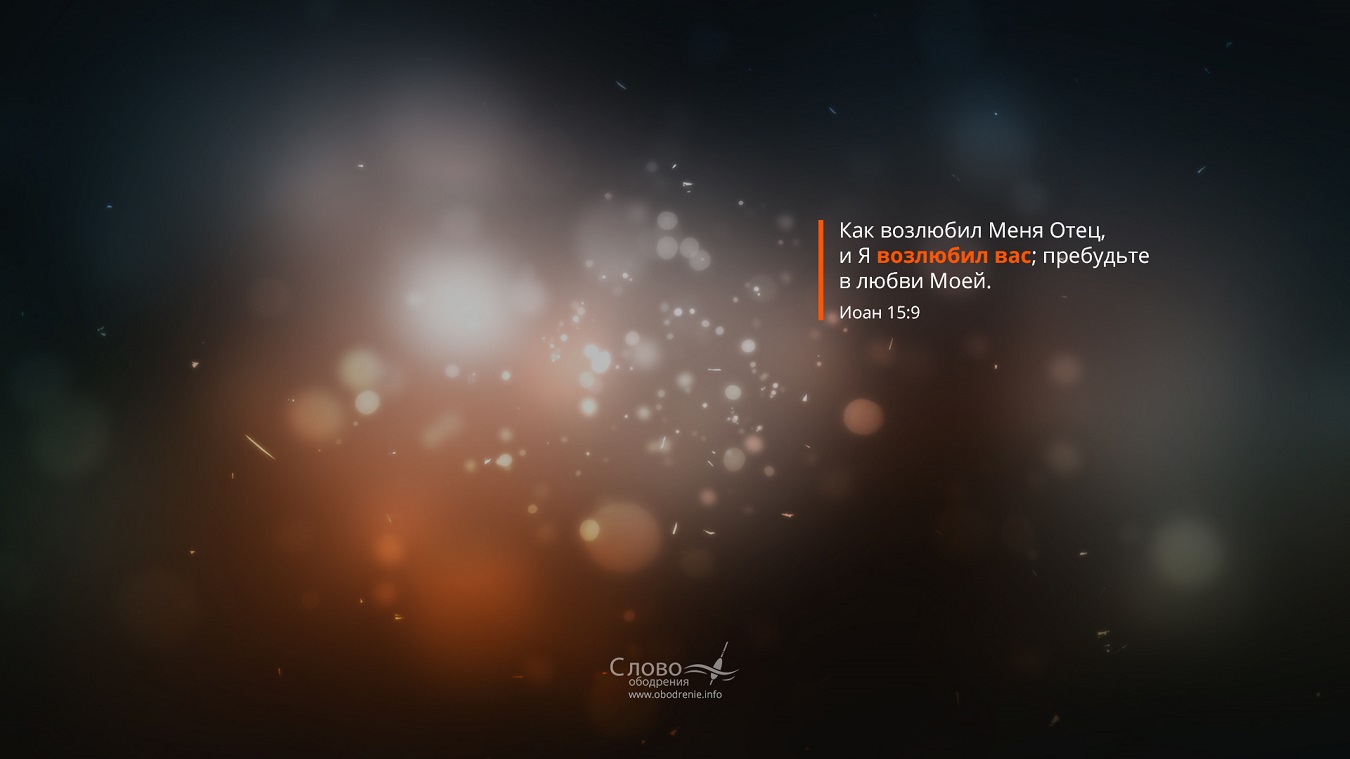 Как возлюбил Меня Отец,
и Я возлюбил вас; пребудьте
в любви Моей.
Иоан 15:9
Слово
ободрения
www.obodrenie.info